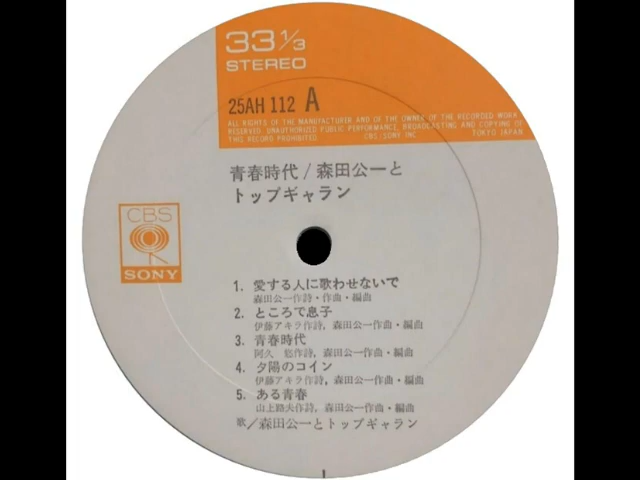 33 1/3
STEREO
25AH 112 A
ALL RIGHTS OF THE MANUFACTURER AND OF THE OWNER OF THE RECORDED WORK
RESERVED. UNAUTHORIZED PUBLIC PERFORMANCE, BROADCASTING AND COPYING OF
THIS RECORD PROHIBITED. CBS/SONY INC. TOKYO JAPAN
青春時代/森田公一と
トップギャラン
CBS
SONY
1. 愛する人に歌わせないで
森田公一作詩・作曲・編曲
2. ところで息子
伊藤アキラ作詩, 森田公一作曲・編曲
3. 青春時代
阿久 悠作詩, 森田公一作曲・編曲
4. 夕陽のコイン
伊藤アキラ作詩, 森田公一作曲・編曲
5. ある青春
山上路夫作詩, 森田公一作曲・編曲
歌/森田公一とトップギャラン